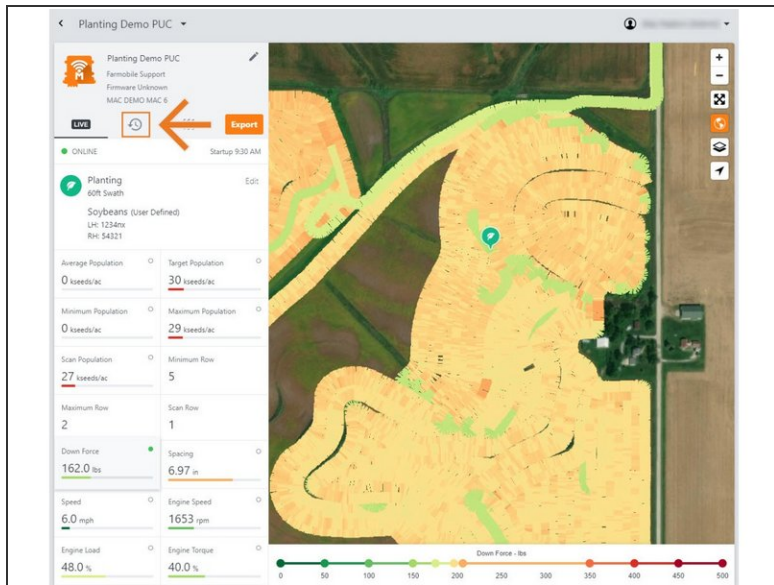 Planting Demo PUC
Planting Demo PUC
Farmobile Support
Firmware Unknown
MAC DEMO MAC 6
LIVE
Export
ONLINE
Startup 9:30 AM
Planting
Edit
60ft Swath
Soybeans (User Defined)
LH: 1234nx
RH: 54321
Average Population
Target Population
0 kseeds/ac
30 kseeds/ac
Minimum Population
Maximum Population
0 kseeds/ac
29 kseeds/ac
Scan Population
Minimum Row
27 kseeds/ac
5
Maximum Row
Scan Row
2
1
Down Force
Spacing
162.0 lbs
6.97 in
Speed
Engine Speed
6.0 mph
1653 rpm
Engine Load
Engine Torque
48.0 %
40.0 %
Down Force - lbs
0 50 100 150 200 250 300 350 400 450 500